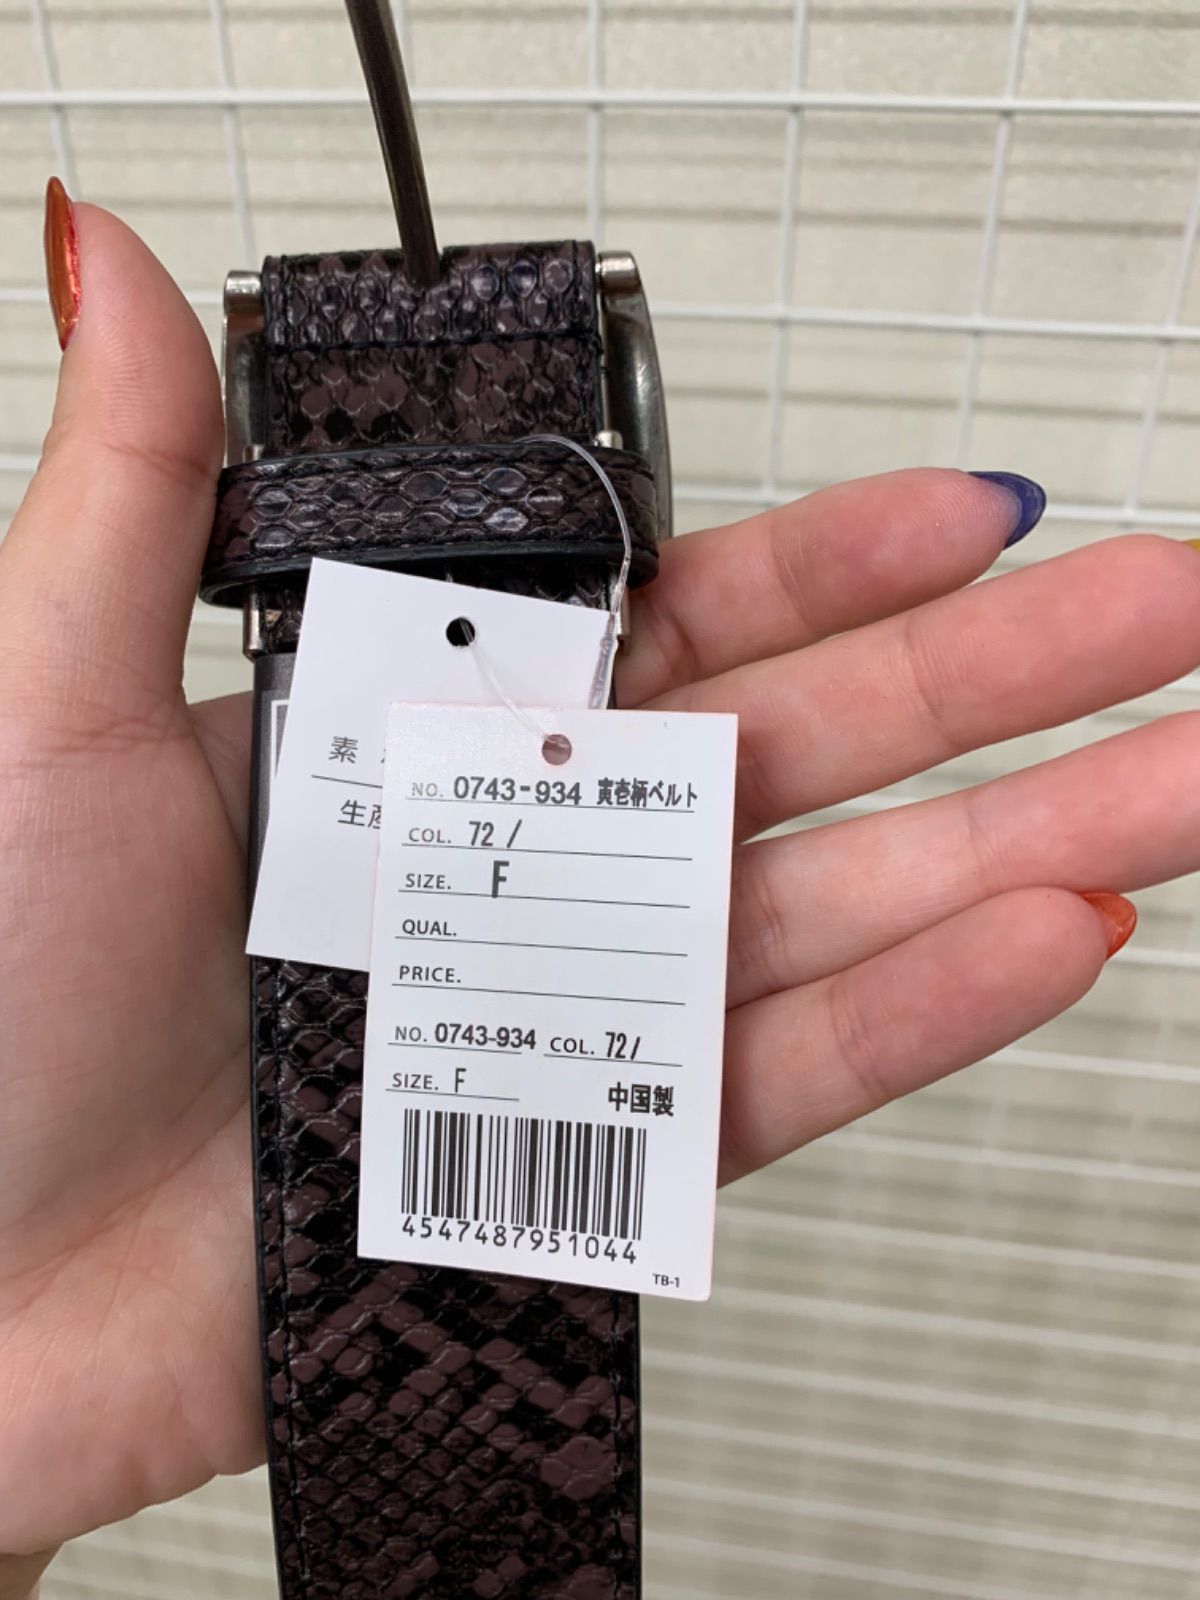 素
生産
NO. 0743-934 寅壱柄ベルト
COL. 72 /
SIZE. F
QUAL.
PRICE.
NO. 0743-934 COL. 72/
SIZE. F
中国製
4547487951044
TB-1